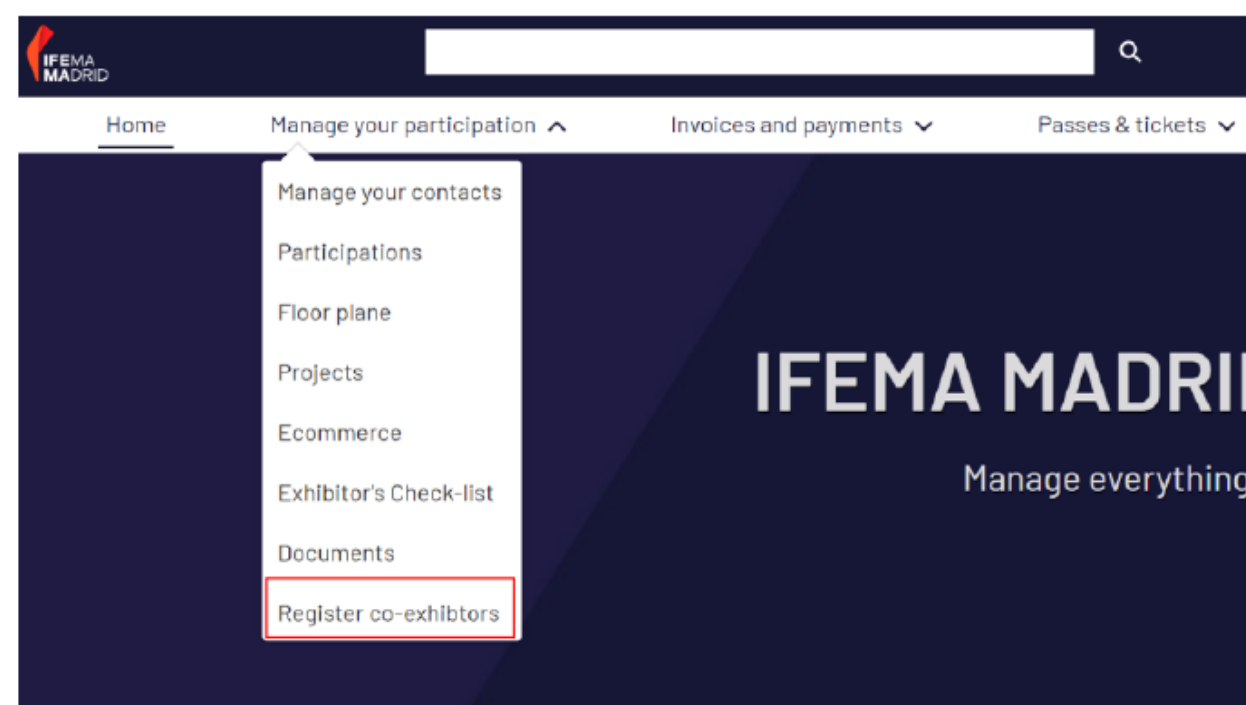 IFEMA
MADRID
Home
Manage your participation
Invoices and payments
Passes & tickets
Manage your contacts
Participations
Floor plane
Projects
Ecommerce
Exhibitor's Check-list
Documents
Register co-exhibtors
IFEMA MADRI
Manage everything